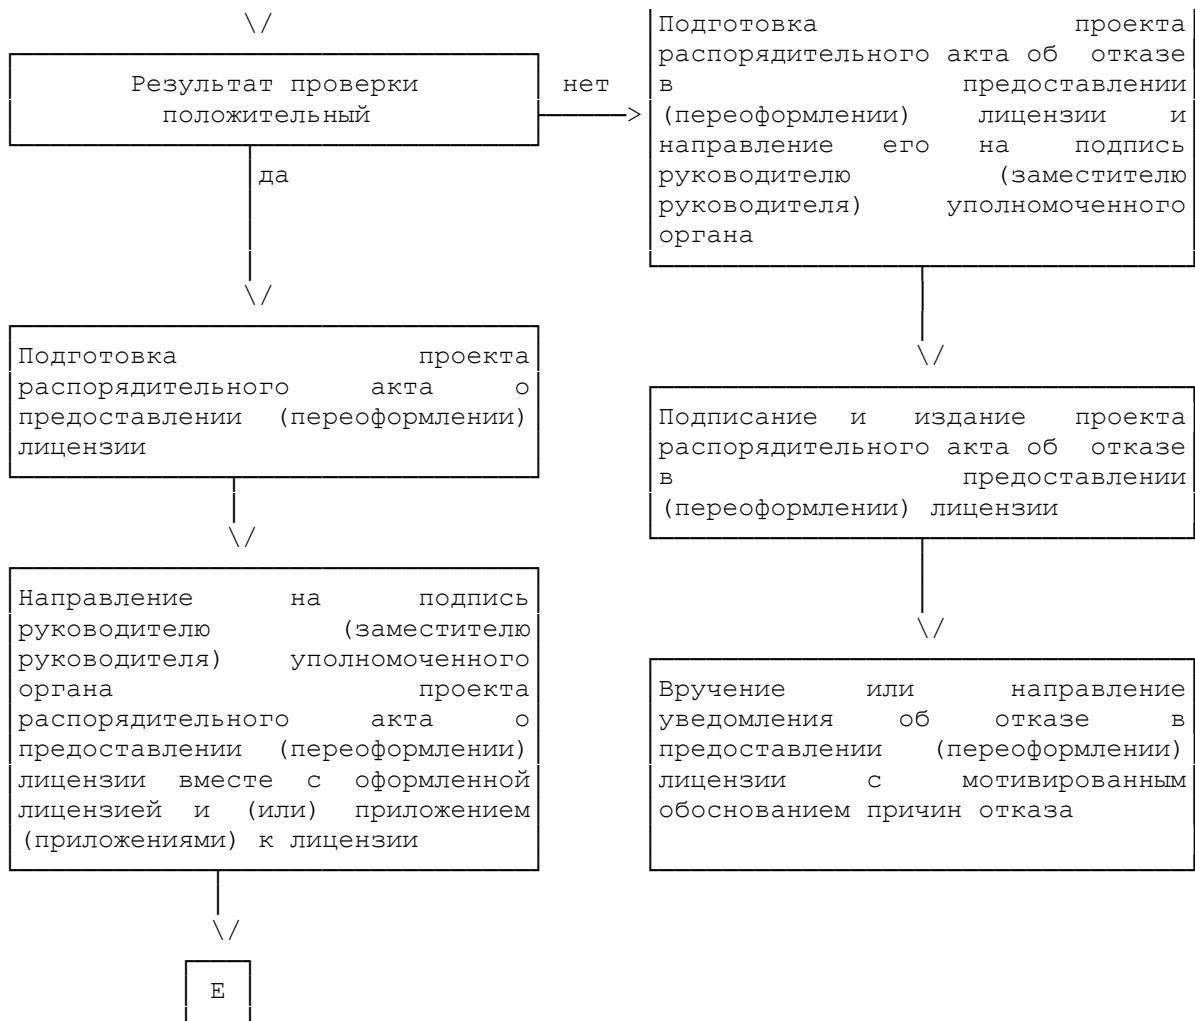 \/
Результат проверки
положительный
нет
>
да
\/
Подготовка проекта
распорядительного акта о
предоставлении (переоформлении)
лицензии
\/
Направление на подпись
руководителю (заместителю
руководителя) уполномоченного
органа проекта
распорядительного акта о
предоставлении (переоформлении)
лицензии вместе с оформленной
лицензией и (или) приложением
(приложениями) к лицензии
\/
Е
Подготовка проекта
распорядительного акта об отказе
в предоставлении
(переоформлении) лицензии и
направление его на подпись
руководителю (заместителю
руководителя) уполномоченного
органа
\/
Подписание и издание проекта
распорядительного акта об отказе
в предоставлении
(переоформлении) лицензии
\/
Вручение или направление
уведомления об отказе в
предоставлении (переоформлении)
лицензии с мотивированным
обоснованием причин отказа